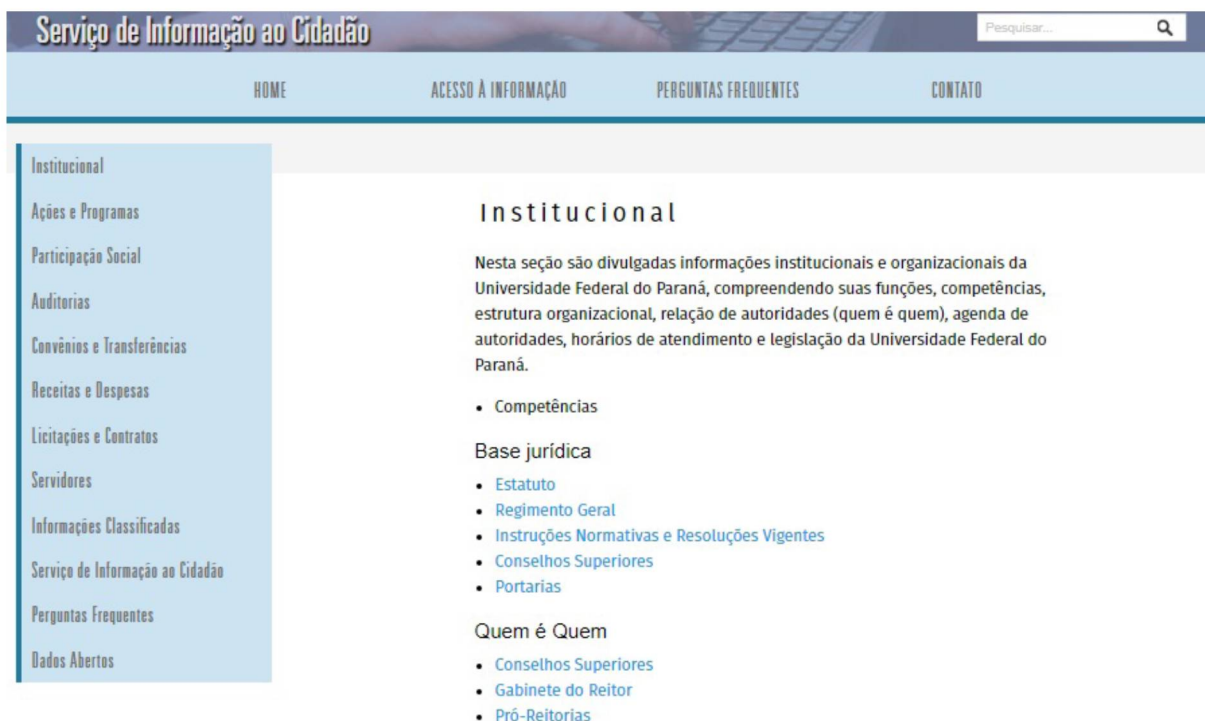 Serviço de Informação ao Cidadão
Pesquisar...
HOME
ACESSO À INFORMAÇÃO
PERGUNTAS FREQUENTES
CONTATO
Institucional
Ações e Programas
Participação Social
Auditorias
Convênios e Transferências
Receitas e Despesas
Licitações e Contratos
Servidores
Informações Classificadas
Serviço de Informação ao Cidadão
Perguntas Frequentes
Dados Abertos
Institucional
Nesta seção são divulgadas informações institucionais e organizacionais da
Universidade Federal do Paraná, compreendendo suas funções, competências,
estrutura organizacional, relação de autoridades (quem é quem), agenda de
autoridades, horários de atendimento e legislação da Universidade Federal do
Paraná.
• Competências
Base jurídica
• Estatuto
• Regimento Geral
• Instruções Normativas e Resoluções Vigentes
• Conselhos Superiores
• Portarias
Quem é Quem
• Conselhos Superiores
• Gabinete do Reitor
• Pró-Reitorias